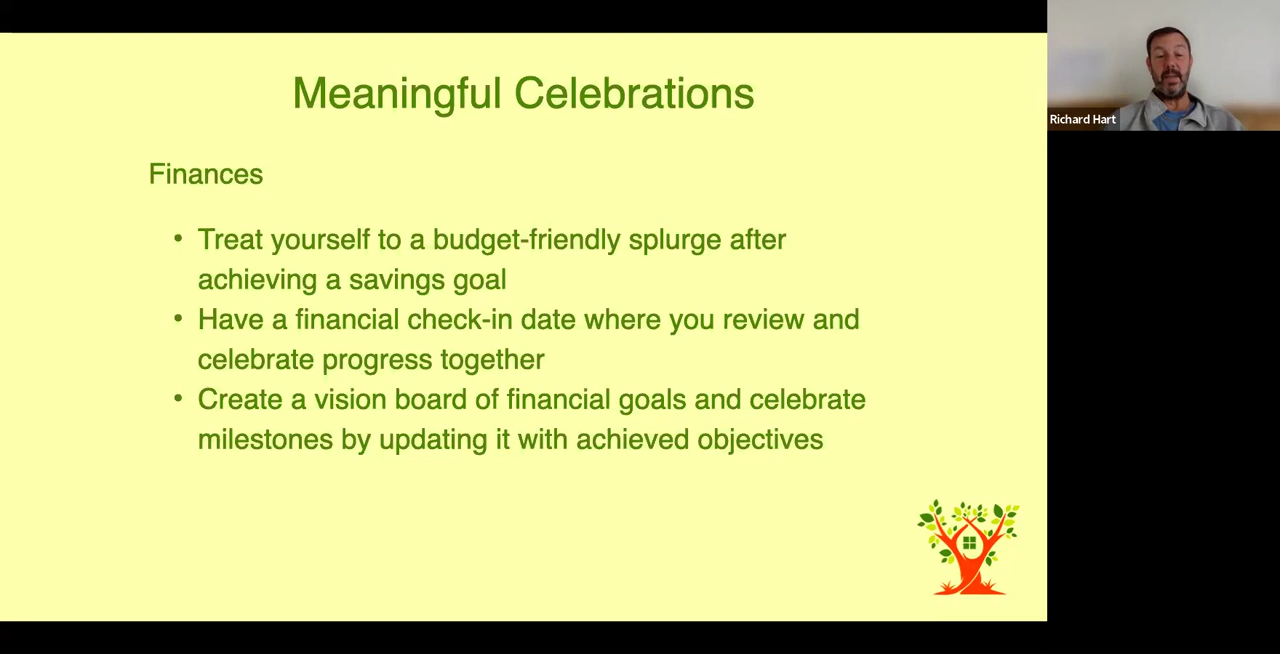 Meaningful Celebrations
Richard Hart
Finances
• Treat yourself to a budget-friendly splurge after
achieving a savings goal
• Have a financial check-in date where you review and
celebrate progress together
• Create a vision board of financial goals and celebrate
milestones by updating it with achieved objectives